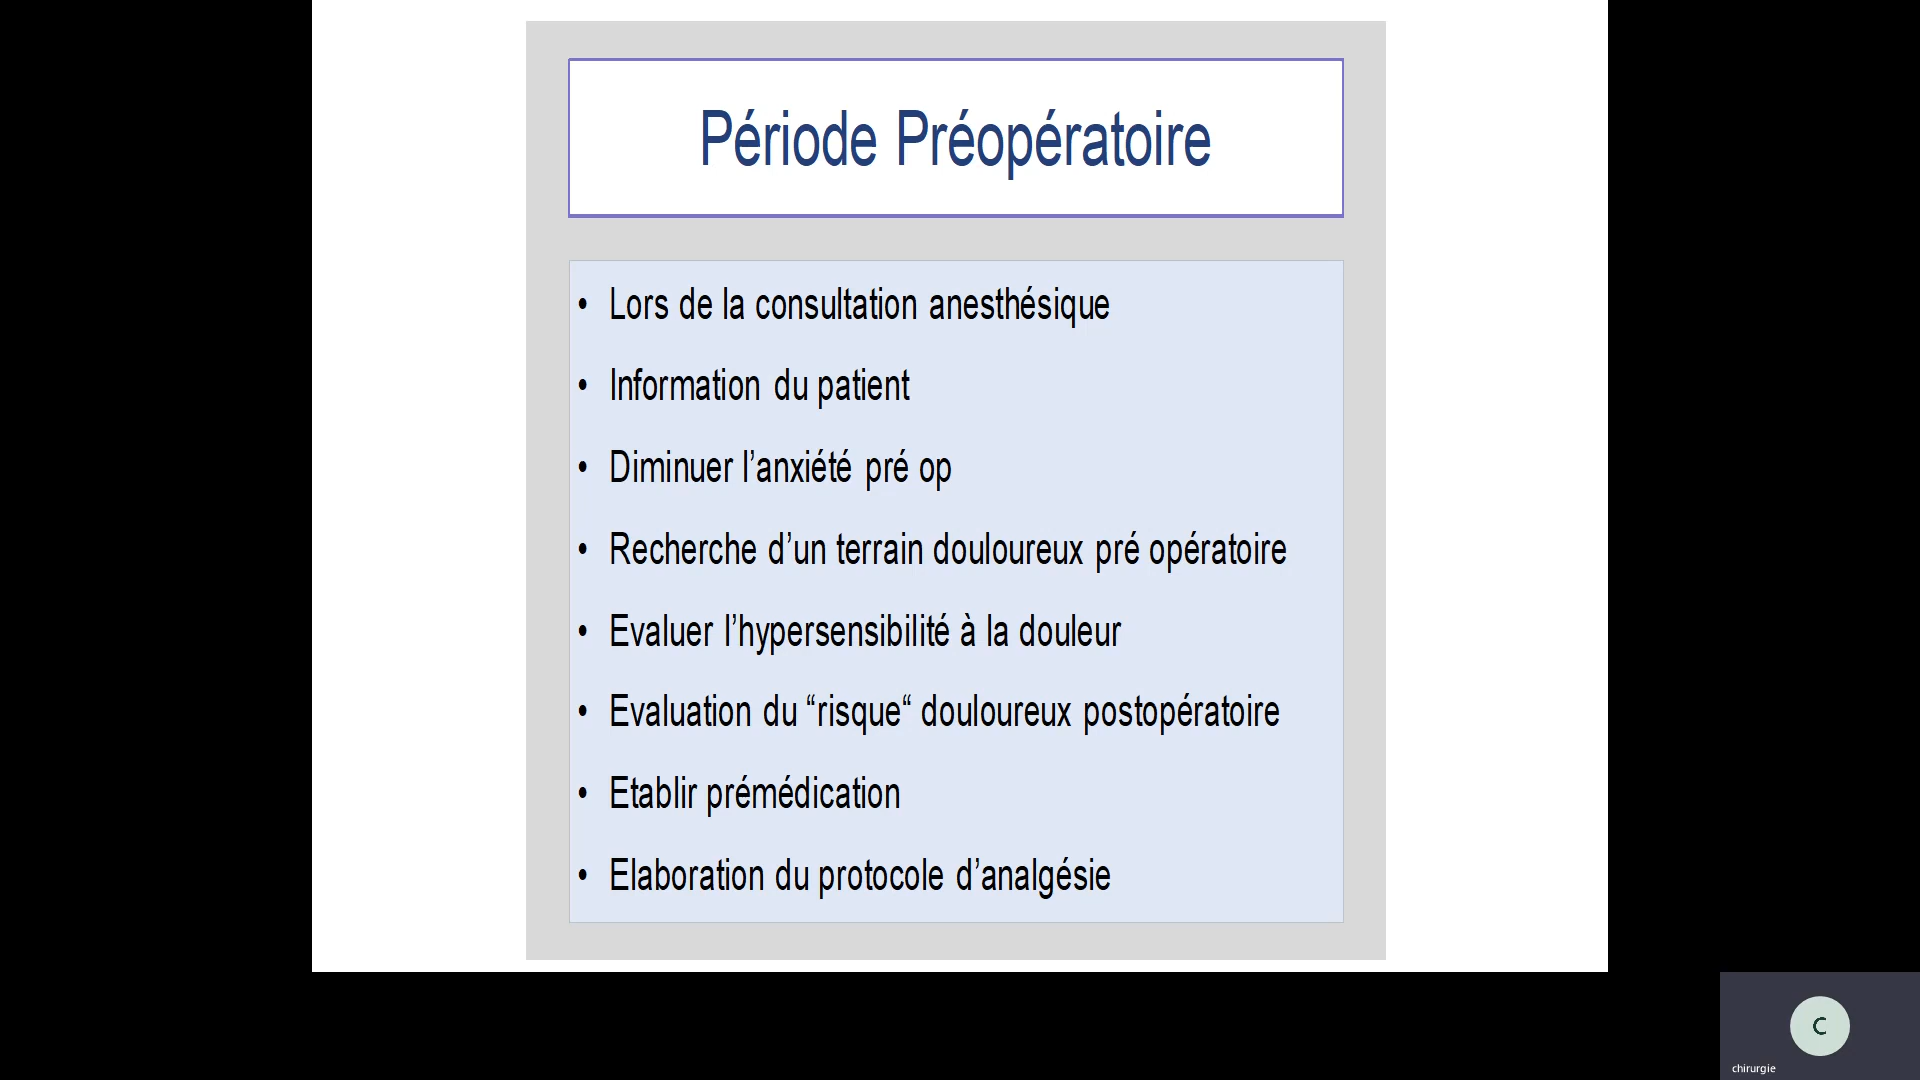 Période Préopératoire
• Lors de la consultation anesthésique
• Information du patient
• Diminuer l’anxiété pré op
• Recherche d’un terrain douloureux pré opératoire
• Evaluer l’hypersensibilité à la douleur
• Evaluation du “risque“ douloureux postopératoire
• Etablir prémédication
• Elaboration du protocole d’analgésie
C
chirurgie